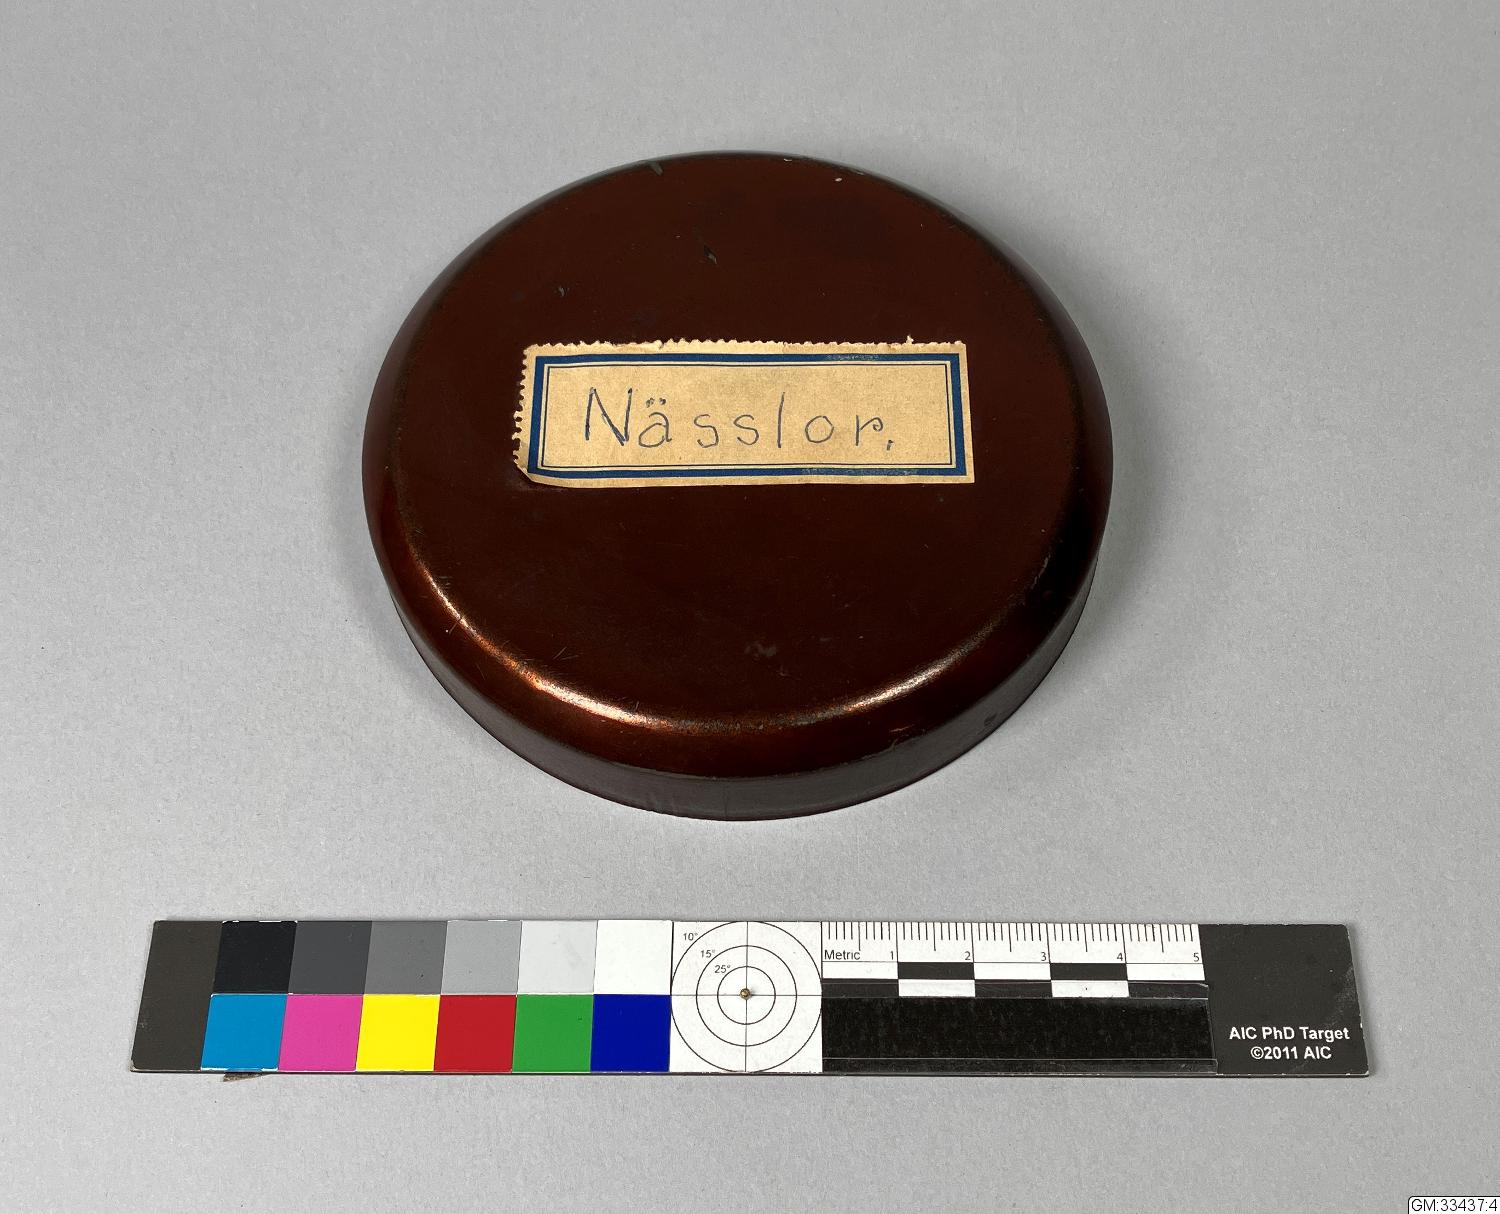 Nässlor.
10°
15°
25°
Metric 1 2 3 4 5
AIC PhD Target
©2011 AIC
GM:33437:4